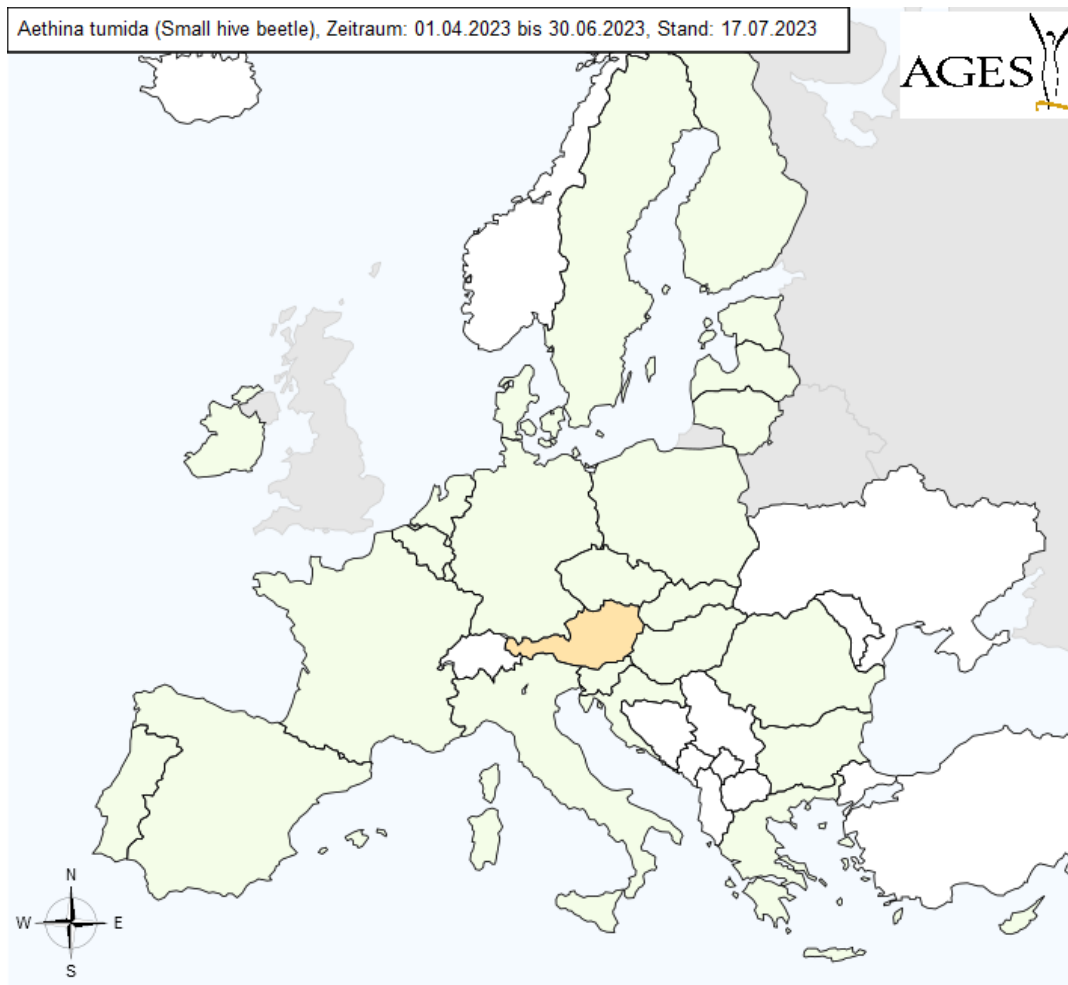 Aethina tumida (Small hive beetle), Zeitraum: 01.04.2023 bis 30.06.2023, Stand: 17.07.2023
AGES
N
W E
S